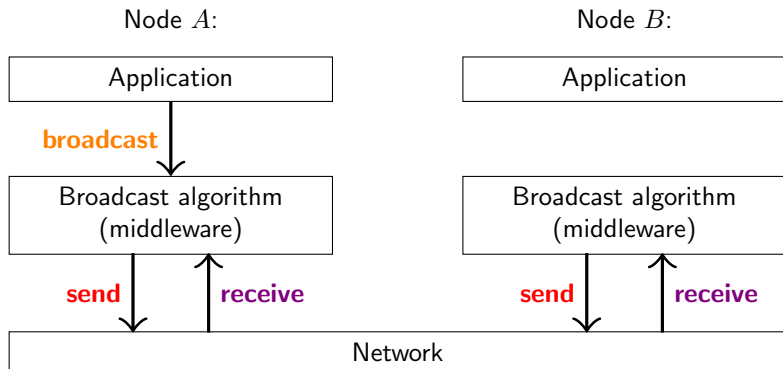 Node A:
Node B:
Application
Application
broadcast
Broadcast algorithm
(middleware)
Broadcast algorithm
(middleware)
send
receive
send
receive
Network